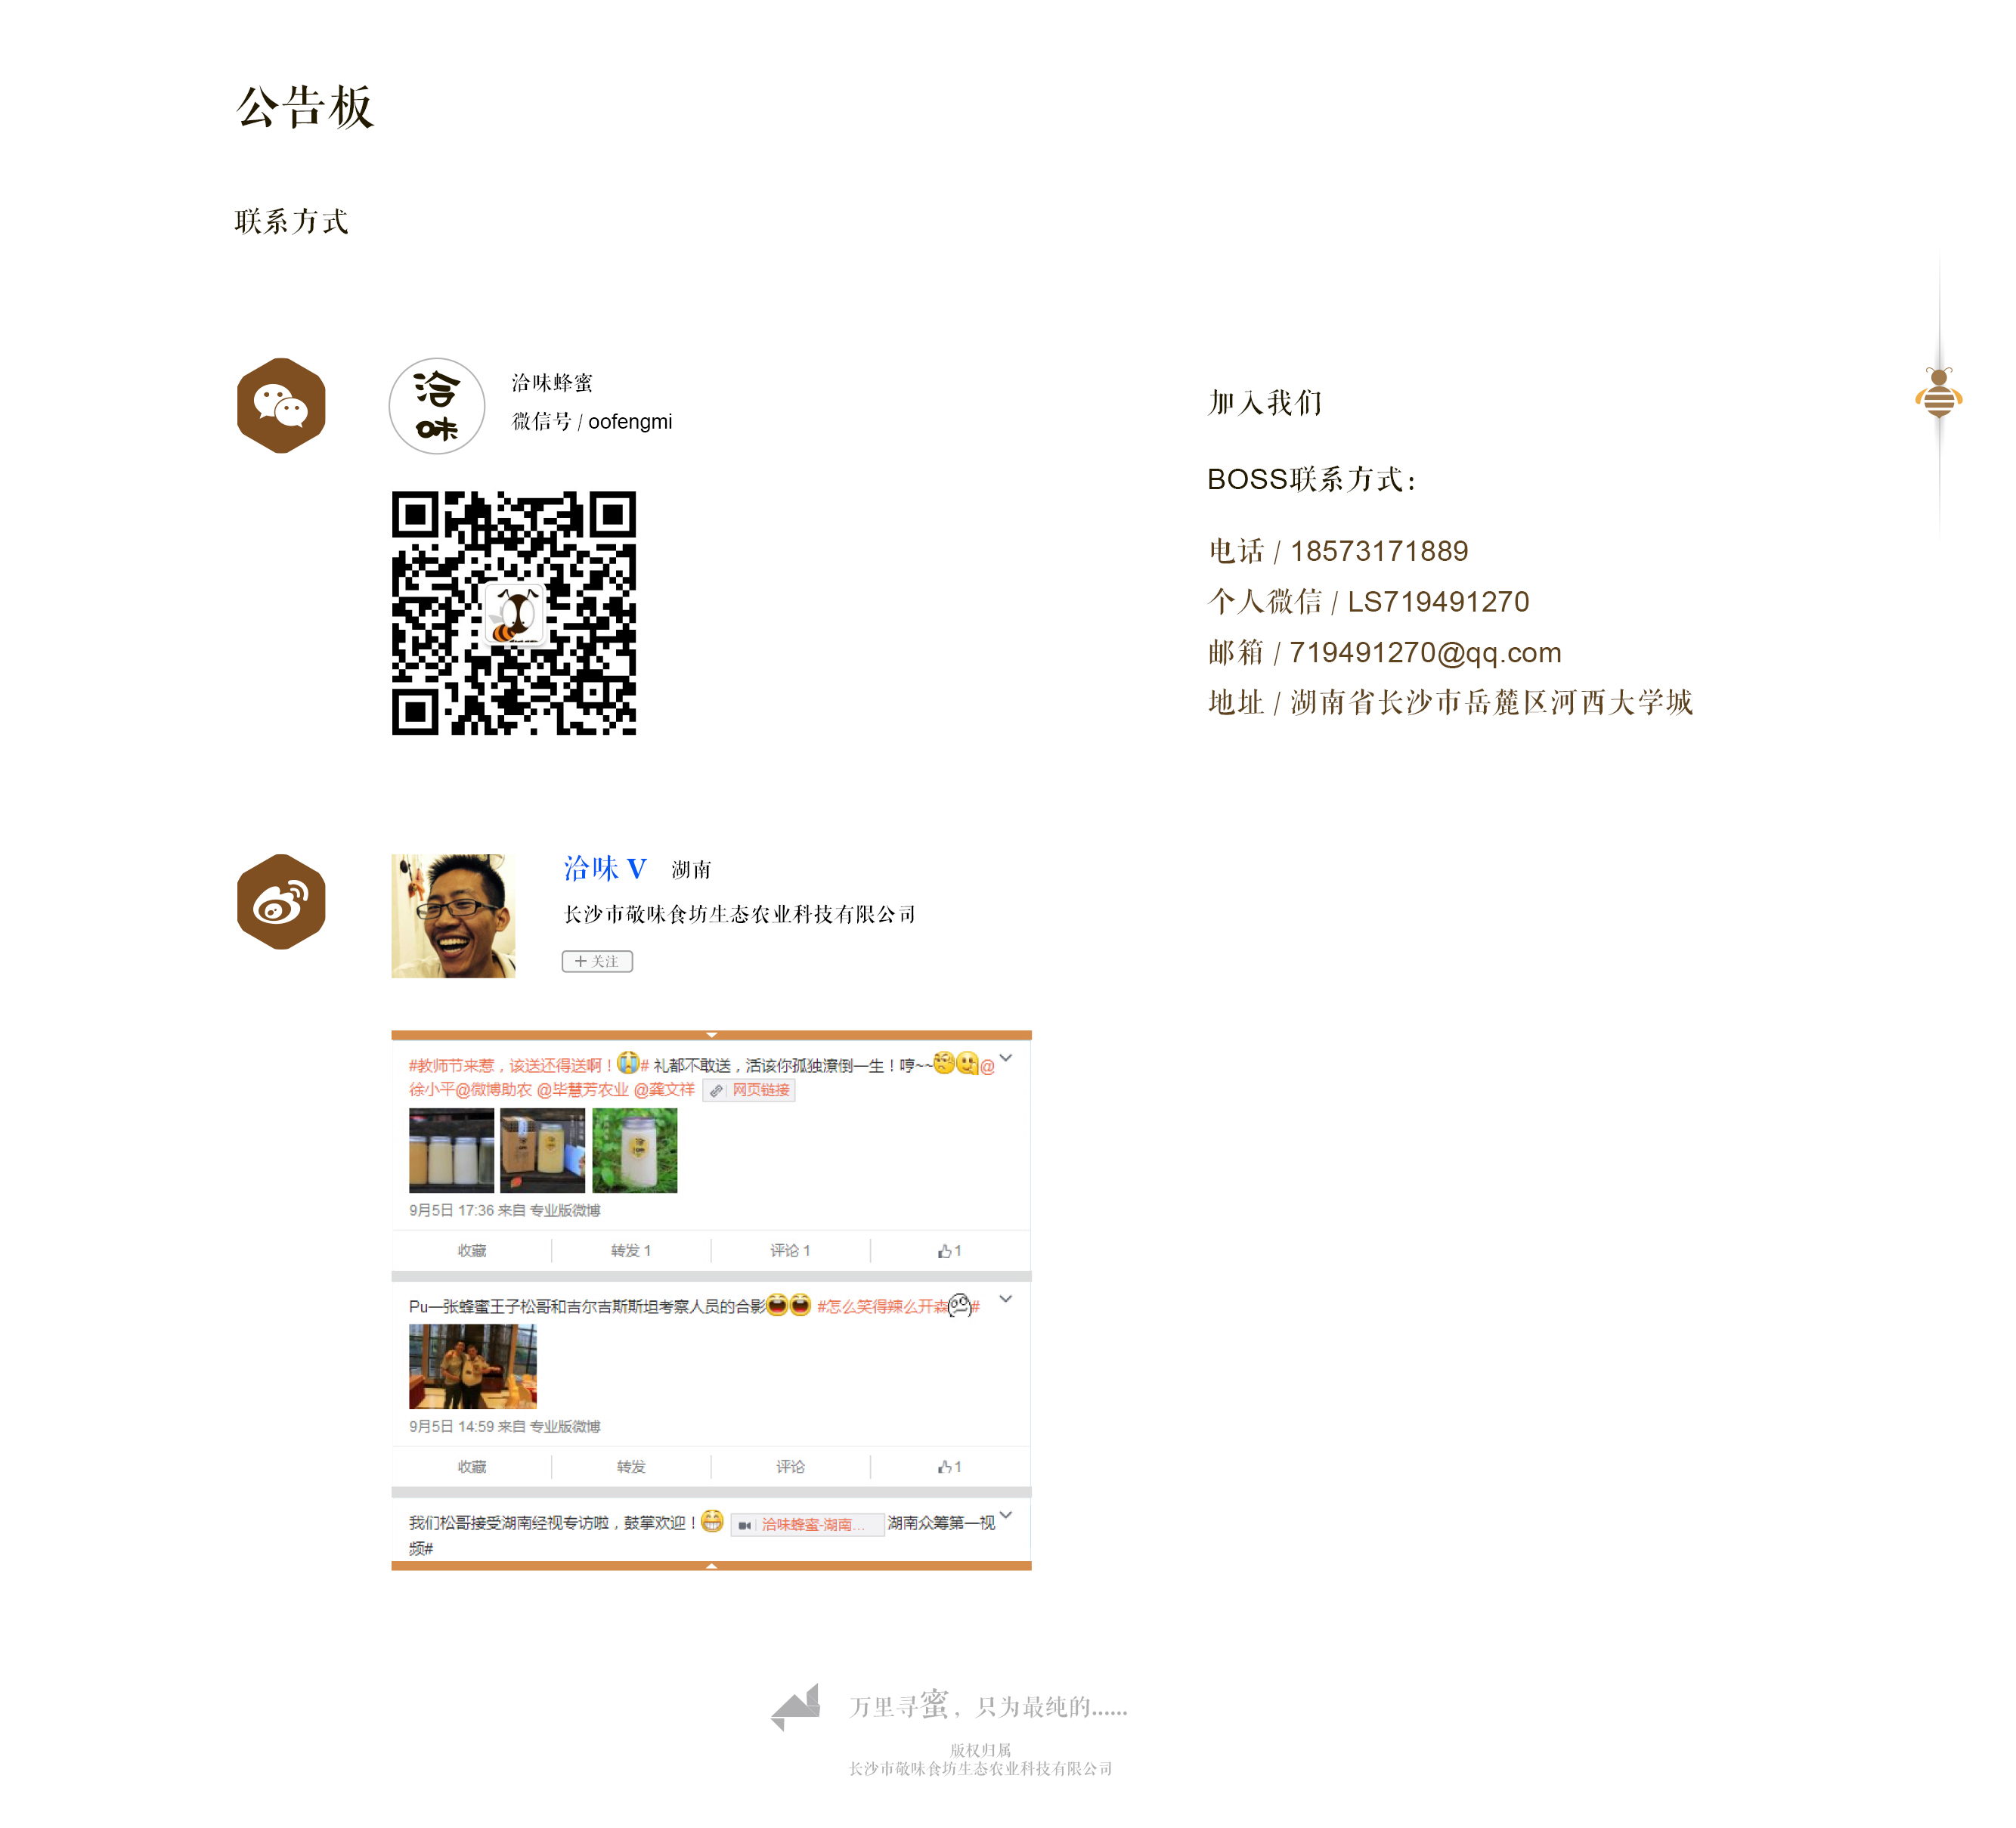 公告板
联系方式
洽味
洽味蜂蜜
微信号 / oofengmi
加入我们
BOSS联系方式：
电话 / 18573171889
个人微信 / LS719491270
邮箱 / 719491270@qq.com
地址 / 湖南省长沙市岳麓区河西大学城
洽味 V 湖南
长沙市敬味食坊生态农业科技有限公司
+ 关注
#教师节来惹，该送还得送啊！# 礼都不敢送，活该你孤独潦倒一生！哼~~@
徐小平@微博助农 @毕慧芳农业 @龚文祥 网页链接
9月5日 17:36 来自 专业版微博
收藏 转发 1 评论 1 1
Pu一张蜂蜜王子松哥和吉尔吉斯斯坦考察人员的合影 #怎么笑得辣么开森#
9月5日 14:59 来自 专业版微博
收藏 转发 评论 1
我们松哥接受湖南经视专访啦，鼓掌欢迎！ 洽味蜂蜜-湖南... 湖南众筹第一视
频#
万里寻蜜，只为最纯的......
版权归属
长沙市敬味食坊生态农业科技有限公司